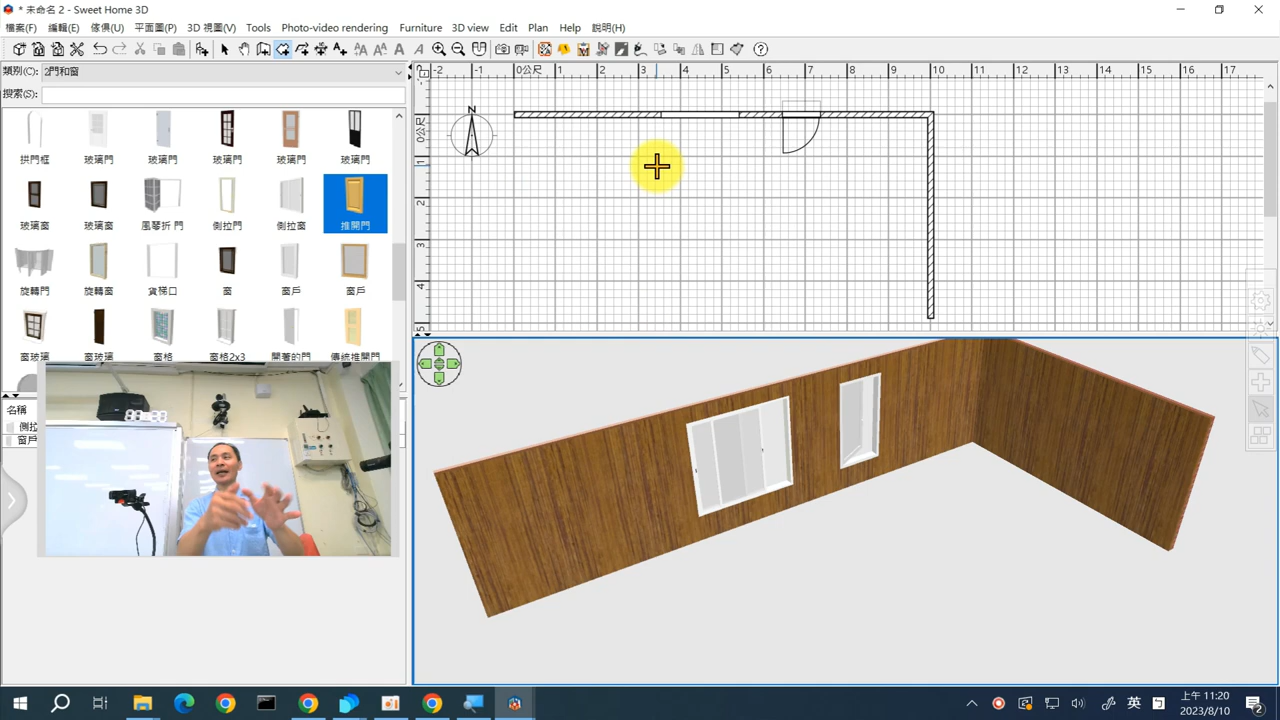 * 未命名 2 - Sweet Home 3D
檔案(F) 編輯(E) 傢俱(U) 平面圖(P) 3D 視圖(V) Tools Photo-video rendering Furniture 3D view Edit Plan Help 說明(H)
類別(C): 2門和窗
搜索(S):
拱門框 玻璃門 玻璃門 玻璃門 玻璃門 玻璃門
玻璃窗 玻璃窗 風琴折 門 側拉門 側拉窗 推開門
旋轉門 旋轉窗 貨梯口 窗 窗戶 窗戶
窗玻璃 窗玻璃 窗格 窗格2x3 開著的門 傳統推開門
名稱
側拉
窗戶
-2 -1 0公尺 1 2 3 4 5 6 7 8 9 10 11 12 13 14 15 16 17
0公尺
1
2
3
4
5
N
英
上午 11:20
2023/8/10
2